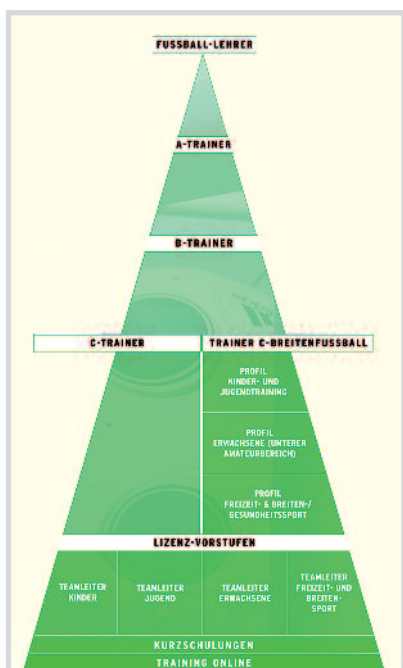 FUSSBALL-LEHRER
A-TRAINER
B-TRAINER
C-TRAINER
TRAINER C-BREITENFUSSBALL
PROFIL
KINDER- UND
JUGENDTRAINING
PROFIL
ERWACHSENE (UNTERER
AMATEURBEREICH)
PROFIL
FREIZEIT- & BREITEN-/
GESUNDHEITSSPORT
LIZENZ-VORSTUFEN
TEAMLEITER
KINDER
TEAMLEITER
JUGEND
TEAMLEITER
ERWACHSENE
TEAMLEITER
FREIZEIT- UND
BREITEN-
SPORT
KURZSCHULUNGEN
TRAINING ONLINE